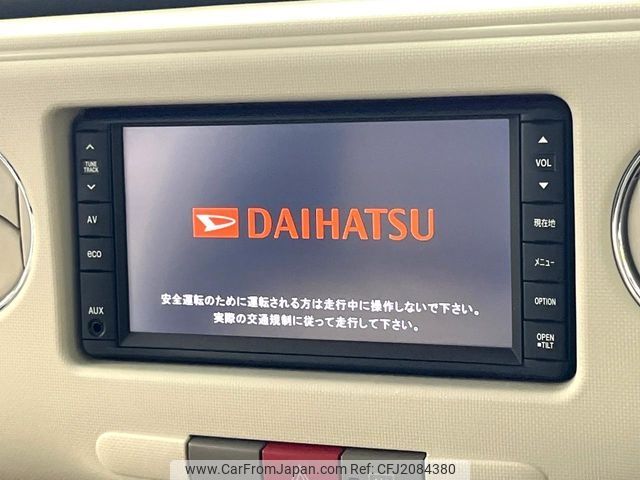 TUNE
TRACK
AV
eco
AUX
DAIHATSU
安全運転のために運転される方は走行中に操作しないで下さい。
実際の交通規制に従って走行して下さい。
VOL
現在地
メニュー
OPTION
OPEN
■TILT
www.CarFromJapan.com - CFJ2084380